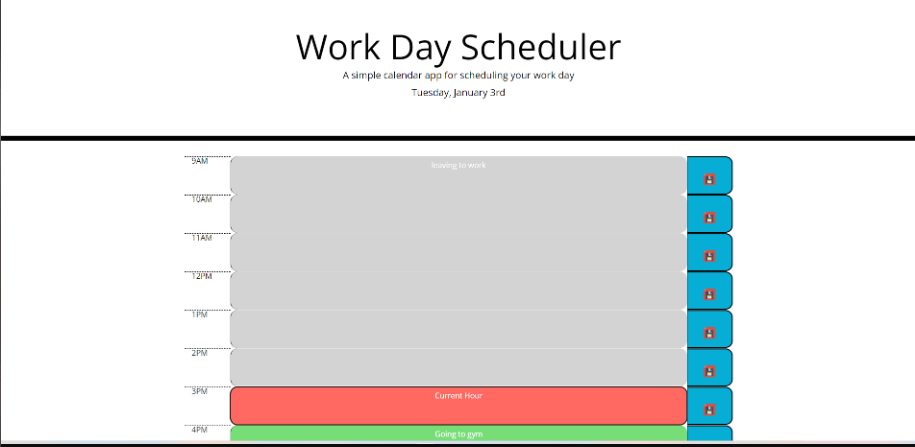 Work Day Scheduler
A simple calendar app for scheduling your work day
Tuesday, January 3rd
9AM
leaving to work
10AM
11AM
12PM
1PM
2PM
3PM
Current Hour
4PM
Going to gym